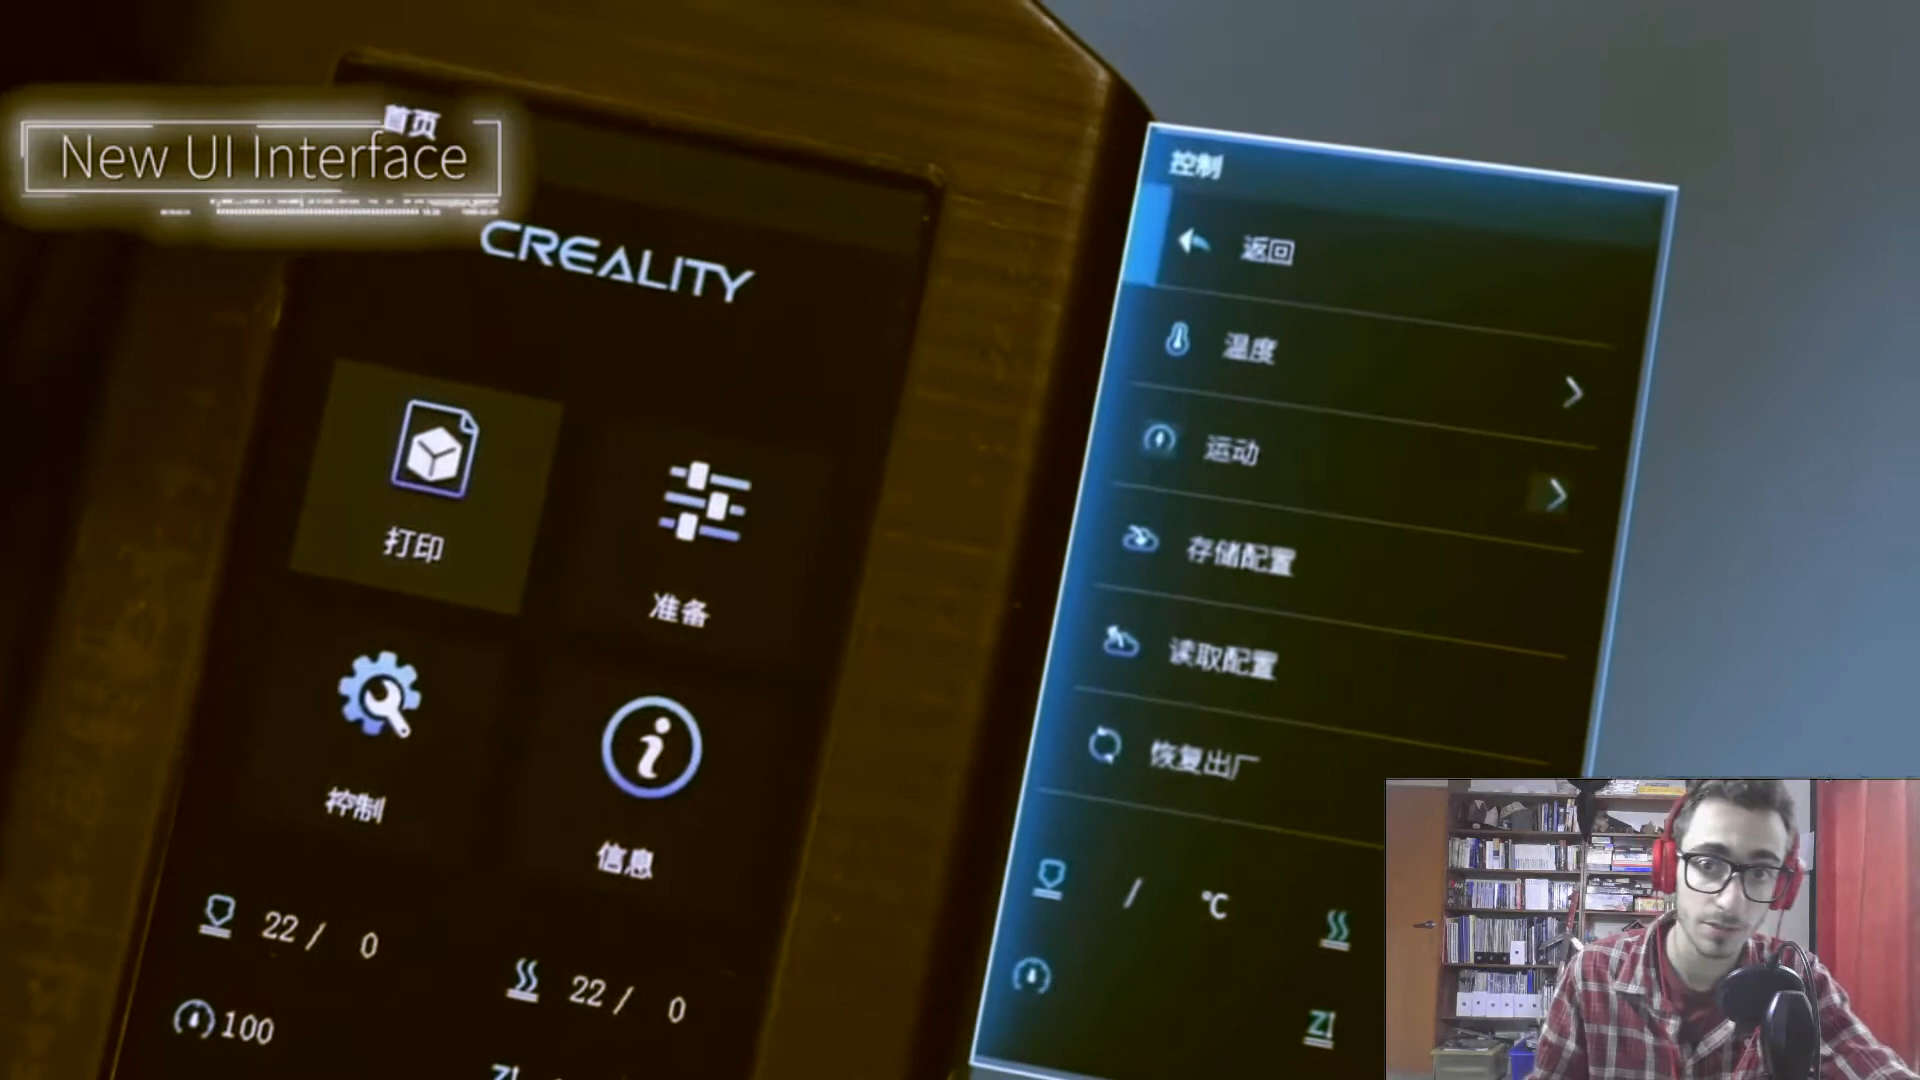 首页
New UI Interface
CREALITY
打印
准备
控制
信息
22 / 0
22 / 0
100
控制
返回
温度
运动
存储配置
读取配置
恢复出厂
/ ℃